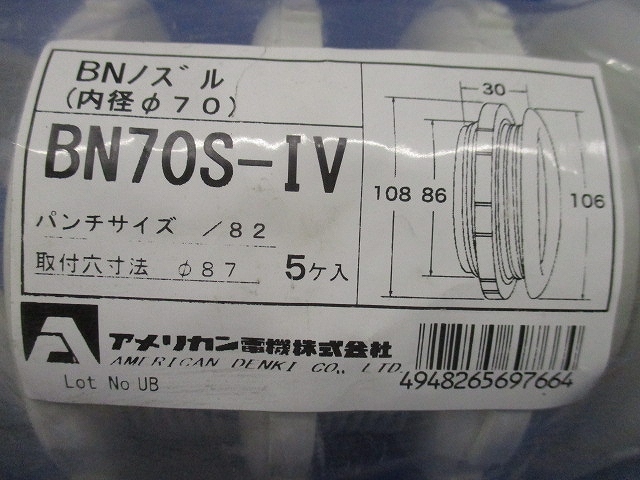 BNノズル
(内径φ70)
BN70S-IV
パンチサイズ /82
取付穴寸法 φ87 5ケ入
30
108 86 106
アメリカン電機株式会社
AMERICAN DENKI CO., LTD.
Lot No UB
4948265697664